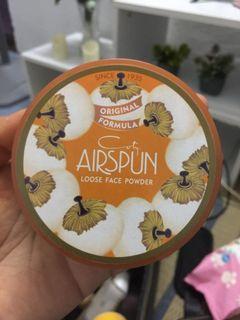 SINCE 1935
ORIGINAL
FORMULA
Coty
AIRSPUN
LOOSE FACE POWDER